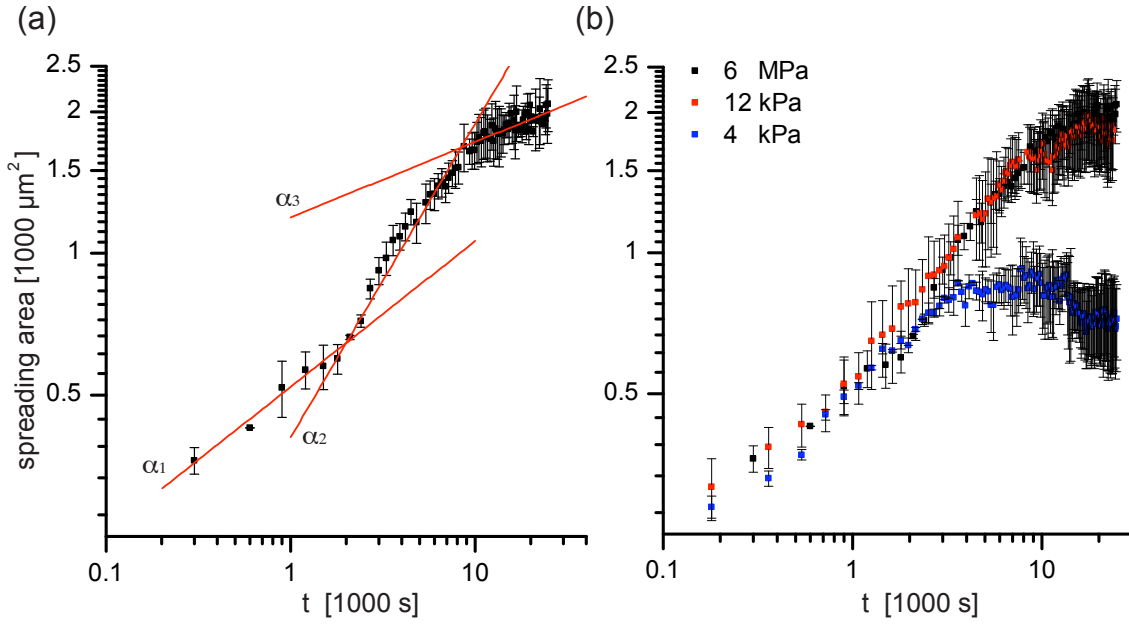 (a)
spreading area [1000 µm²]
2.5
2
1.5
1
0.5
α3
α2
α1
0.1
1
10
t [1000 s]
(b)
6 MPa
12 kPa
4 kPa
2.5
2
1.5
1
0.5
0.1
1
10
t [1000 s]